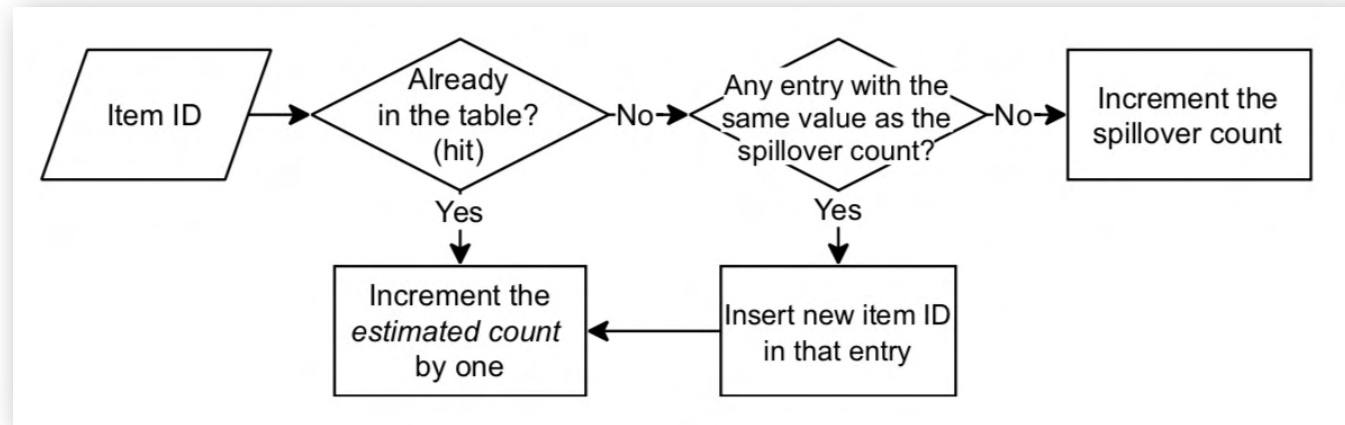 Item ID
Already
in the table?
(hit)
No
Any entry with the
same value as the
spillover count?
No
Increment the
spillover count
Yes
Yes
Increment the
estimated count
by one
Insert new item ID
in that entry